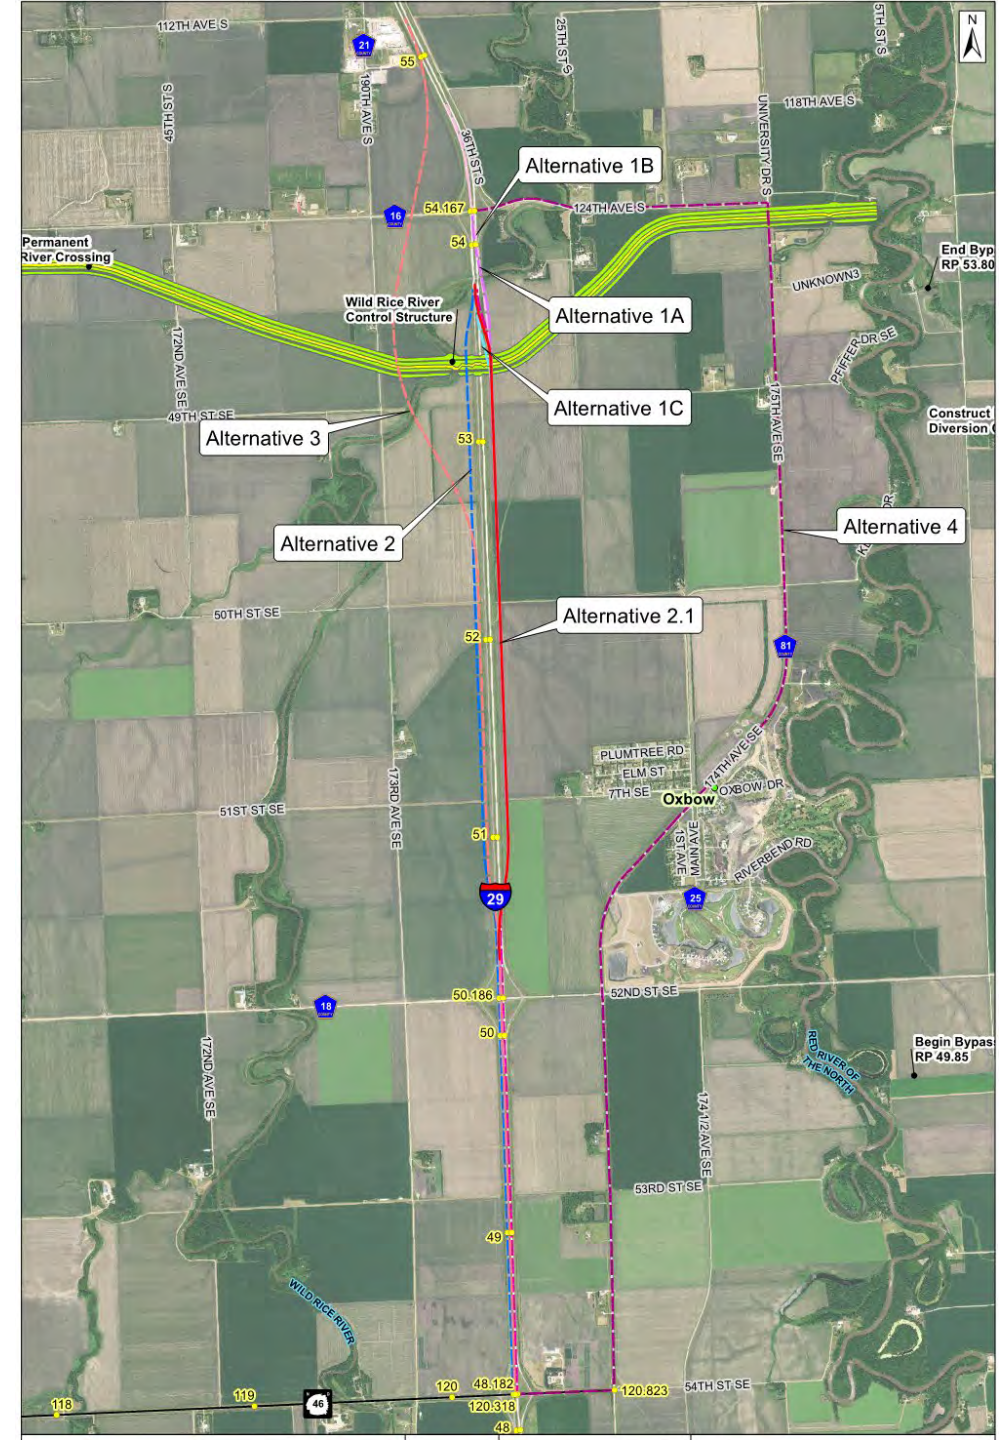 112TH AVE S
5TH ST S
N
21
COUNTY
25TH ST S
55
45TH ST S
190TH AVE S
118TH AVE S
UNIVERSITY DR S
36TH ST S
Alternative 1B
16
COUNTY
54.167
124TH AVE S
Permanent
River Crossing
54
End Byp
RP 53.80
UNKNOWN3
Wild Rice River
Control Structure
Alternative 1A
172ND AVE SE
PFIFFER DR SE
175TH AVE SE
Alternative 1C
49TH ST SE
Construct
Diversion
Alternative 3
53
Alternative 4
Alternative 2
50TH ST SE
Alternative 2.1
52
81
COUNTY
174TH AVE SE
PLUMTREE RD
ELM ST
7TH SE
OXBOW DR
Oxbow
173RD AVE SE
51ST ST SE
51
1ST AVE
MAIN AVE
RIVERBEND RD
29
25
COUNTY
52ND ST SE
50.186
18
COUNTY
50
172ND AVE SE
RED RIVER OF
THE NORTH
Begin Bypas
RP 49.85
174 1/2 AVE SE
53RD ST SE
49
WILD RICE RIVER
48.182
120.823
54TH ST SE
120
119
118
46
120.318
48